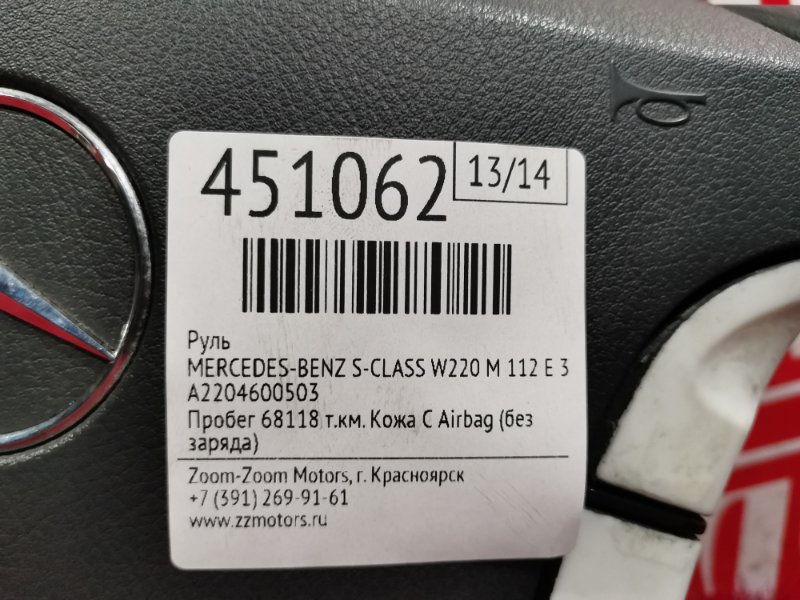 451062
13/14
Руль
MERCEDES-BENZ S-CLASS W220 M 112 E 3
A2204600503
Пробег 68118 т.км. Кожа С Airbag (без
заряда)
Zoom-Zoom Motors, г. Красноярск
+7 (391) 269-91-61
www.zzmotors.ru